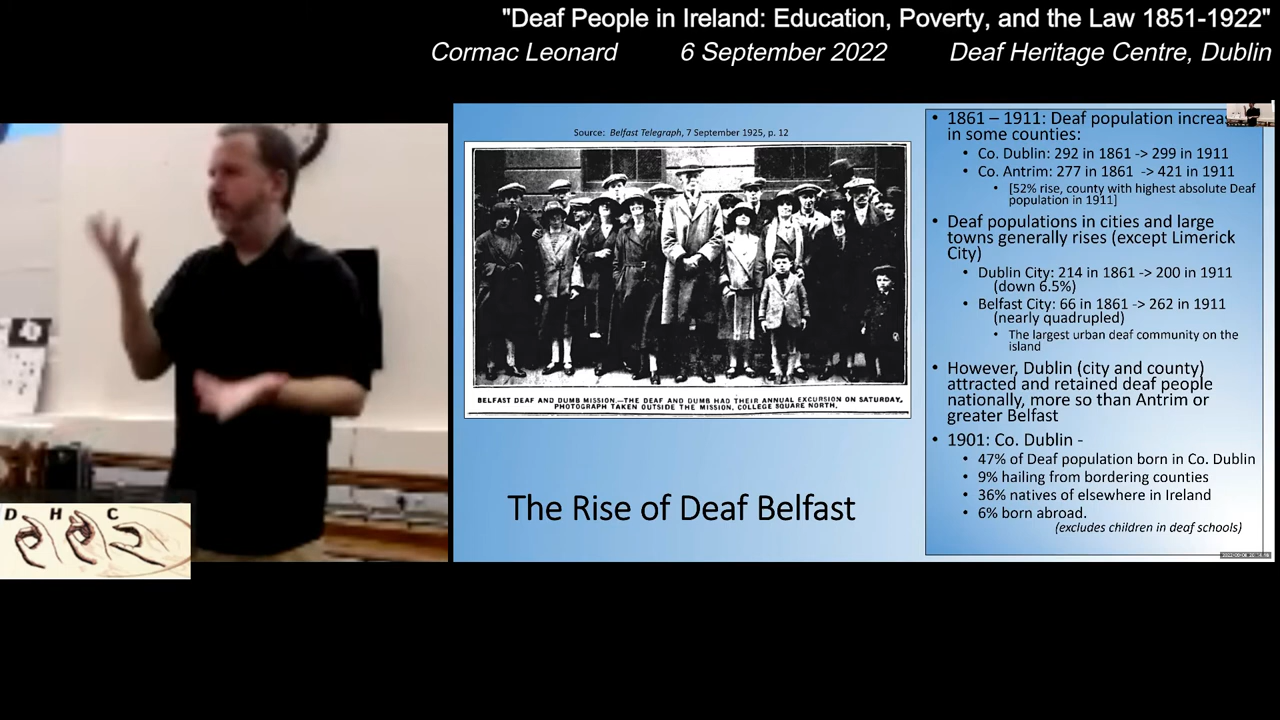 "Deaf People in Ireland: Education, Poverty, and the Law 1851-1922"
Cormac Leonard 6 September 2022 Deaf Heritage Centre, Dublin
Source: Belfast Telegraph, 7 September 1925, p. 12
BELFAST DEAF AND DUMB MISSION.—THE DEAF AND DUMB HAD THEIR ANNUAL EXCURSION ON SATURDAY,
PHOTOGRAPH TAKEN OUTSIDE THE MISSION, COLLEGE SQUARE NORTH.
The Rise of Deaf Belfast
• 1861 – 1911: Deaf population increa
in some counties:
• Co. Dublin: 292 in 1861 -> 299 in 1911
• Co. Antrim: 277 in 1861 -> 421 in 1911
• [52% rise, county with highest absolute Deaf
population in 1911]
• Deaf populations in cities and large
towns generally rises (except Limerick
City)
• Dublin City: 214 in 1861 -> 200 in 1911
(down 6.5%)
• Belfast City: 66 in 1861 -> 262 in 1911
(nearly quadrupled)
• The largest urban deaf community on the
island
• However, Dublin (city and county)
attracted and retained deaf people
nationally, more so than Antrim or
greater Belfast
• 1901: Co. Dublin -
• 47% of Deaf population born in Co. Dublin
• 9% hailing from bordering counties
• 36% natives of elsewhere in Ireland
• 6% born abroad.
(excludes children in deaf schools)
D H C